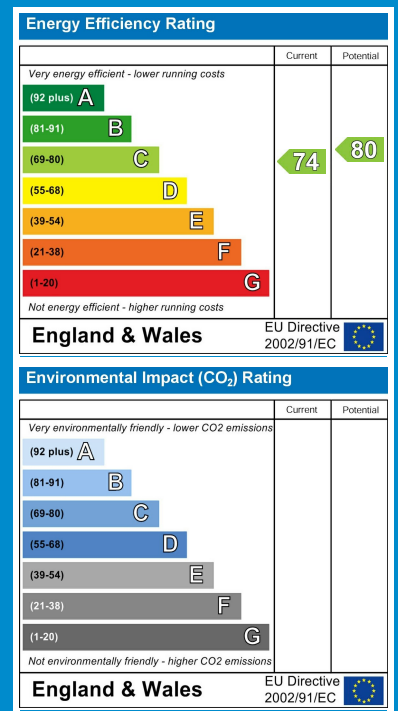 Energy Efficiency Rating
Current Potential
Very energy efficient - lower running costs
(92 plus) A
(81-91) B
(69-80) C
74 80
(55-68) D
(39-54) E
(21-38) F
(1-20) G
Not energy efficient - higher running costs
England & Wales
EU Directive
2002/91/EC
Environmental Impact (CO₂) Rating
Current Potential
Very environmentally friendly - lower CO2 emissions
(92 plus) A
(81-91) B
(69-80) C
(55-68) D
(39-54) E
(21-38) F
(1-20) G
Not environmentally friendly - higher CO2 emissions
England & Wales
EU Directive
2002/91/EC